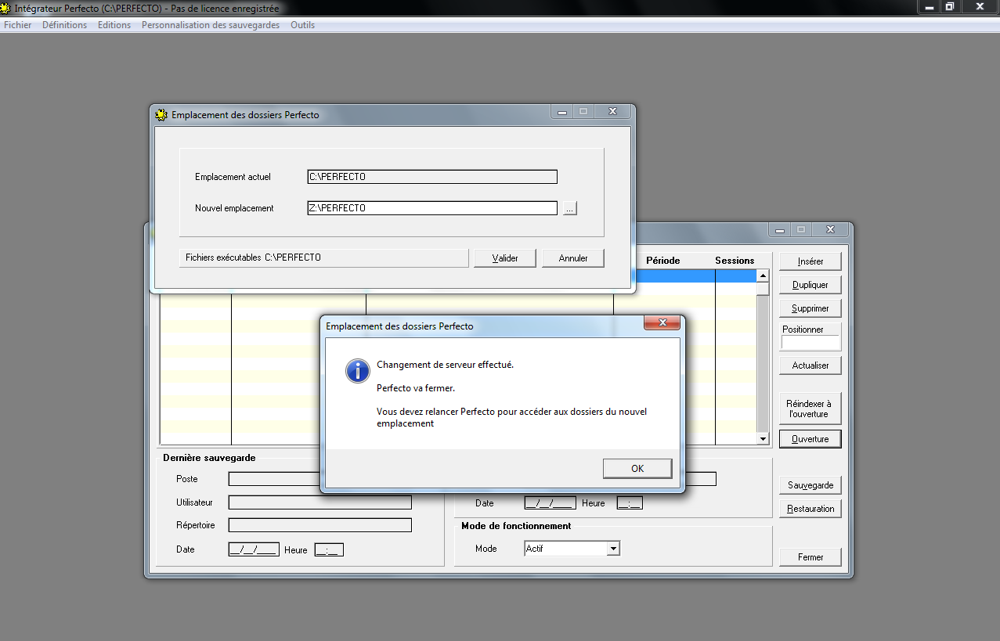 Intégrateur Perfecto (C:\PERFECTO) - Pas de licence enregistrée
Fichier Définitions Editions Personnalisation des sauvegardes Outils
Emplacement des dossiers Perfecto
Emplacement actuel C:\PERFECTO
Nouvel emplacement Z:\PERFECTO ...
Fichiers exécutables C:\PERFECTO Valider Annuler
Période Sessions
Insérer
Dupliquer
Supprimer
Positionner
Actualiser
Réindexer à
l'ouverture
Ouverture
Sauvegarde
Restauration
Fermer
Emplacement des dossiers Perfecto
Changement de serveur effectué.
Perfecto va fermer.
Vous devez relancer Perfecto pour accéder aux dossiers du nouvel
emplacement
OK
Dernière sauvegarde
Poste
Utilisateur
Répertoire
Date __/__/____ Heure __:__
Date __/__/____ Heure __:__
Mode de fonctionnement
Mode Actif